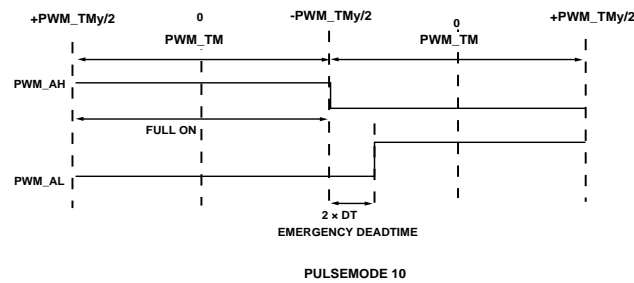 +PWM_TMy/2 0 -PWM_TMy/2 0 +PWM_TMy/2
PWM_TM PWM_TM
PWM_AH
FULL ON
PWM_AL
2 × DT
EMERGENCY DEADTIME
PULSEMODE 10